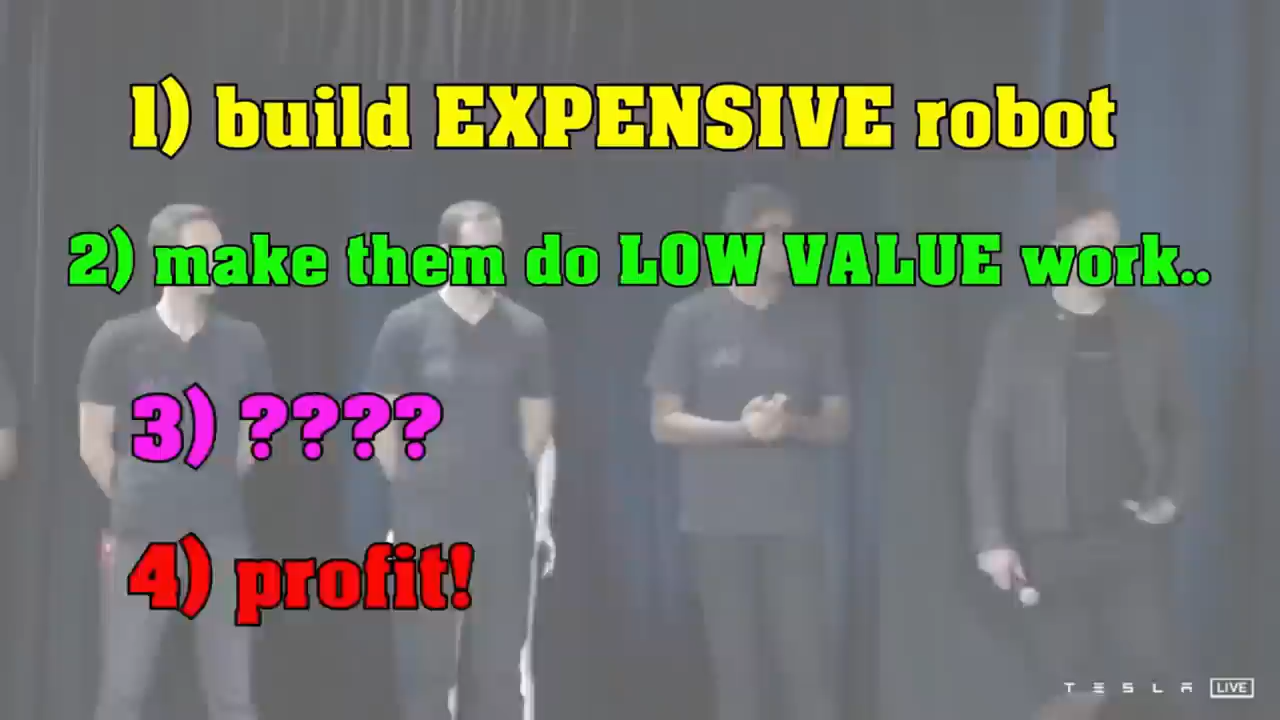 1) build EXPENSIVE robot
2) make them do LOW VALUE work..
3) ????
4) profit!
TESLA LIVE